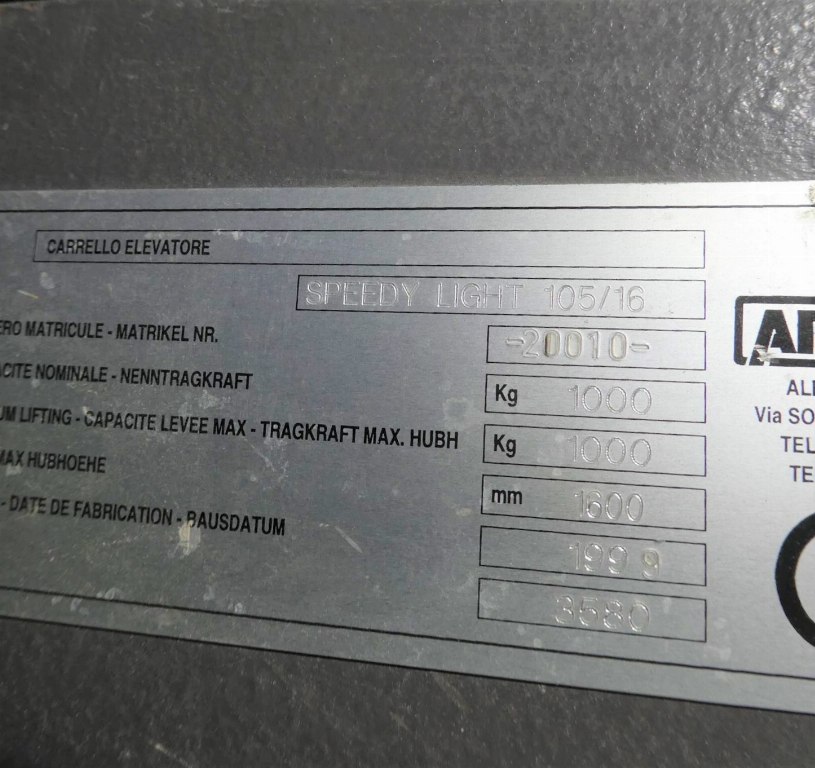 CARRELLO ELEVATORE
SPEEDY LIGHT 105/16
ERO MATRICULE - MATRIKEL NR.
-20010-
CITE NOMINALE - NENNTRAGKRAFT
Kg 1000
UM LIFTING - CAPACITE LEVEE MAX - TRAGKRAFT MAX. HUBH
Kg 1000
MAX HUBHOEHE
mm 1600
- DATE DE FABRICATION - BAUSDATUM
1999
3580
ALI
Via SO
TEL
TE